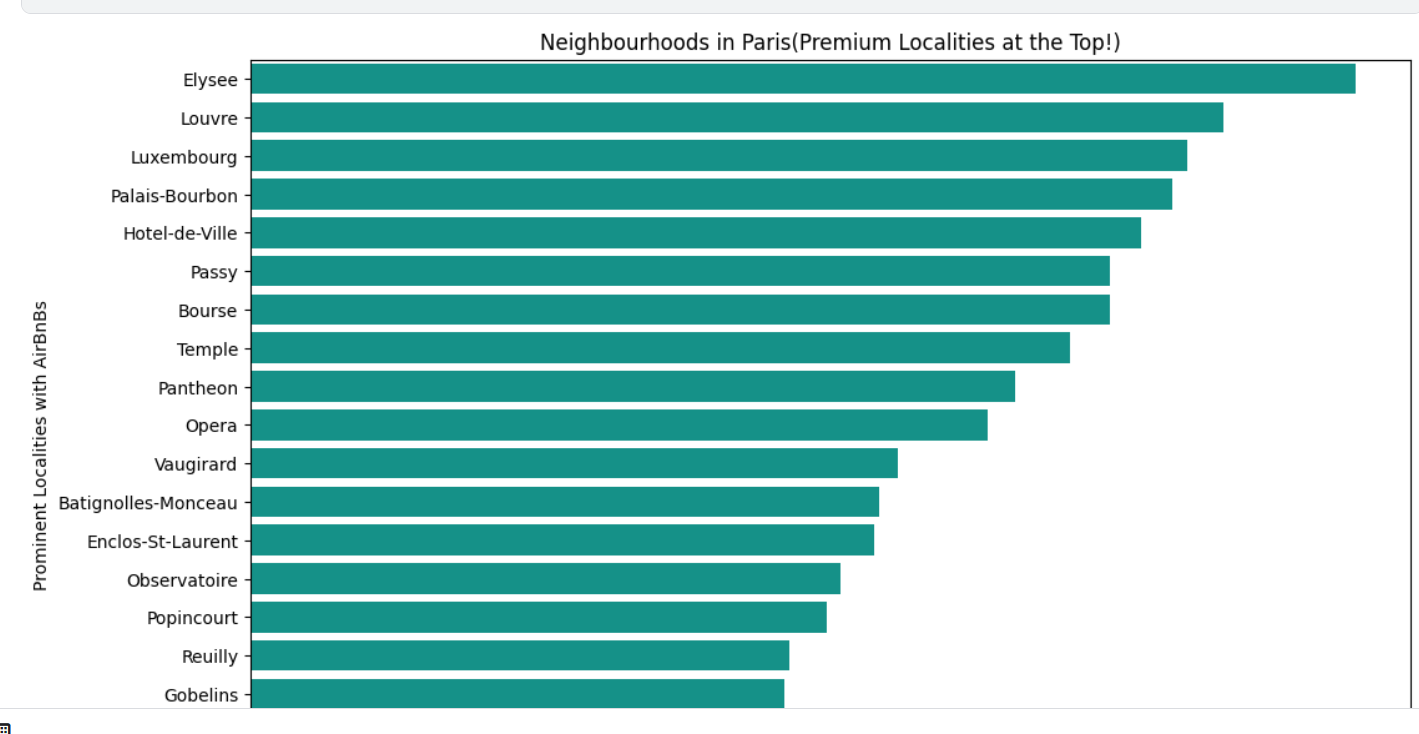 Neighbourhoods in Paris(Premium Localities at the Top!)
Prominent Localities with AirBnBs
Elysee
Louvre
Luxembourg
Palais-Bourbon
Hotel-de-Ville
Passy
Bourse
Temple
Pantheon
Opera
Vaugirard
Batignolles-Monceau
Enclos-St-Laurent
Observatoire
Popincourt
Reuilly
Gobelins